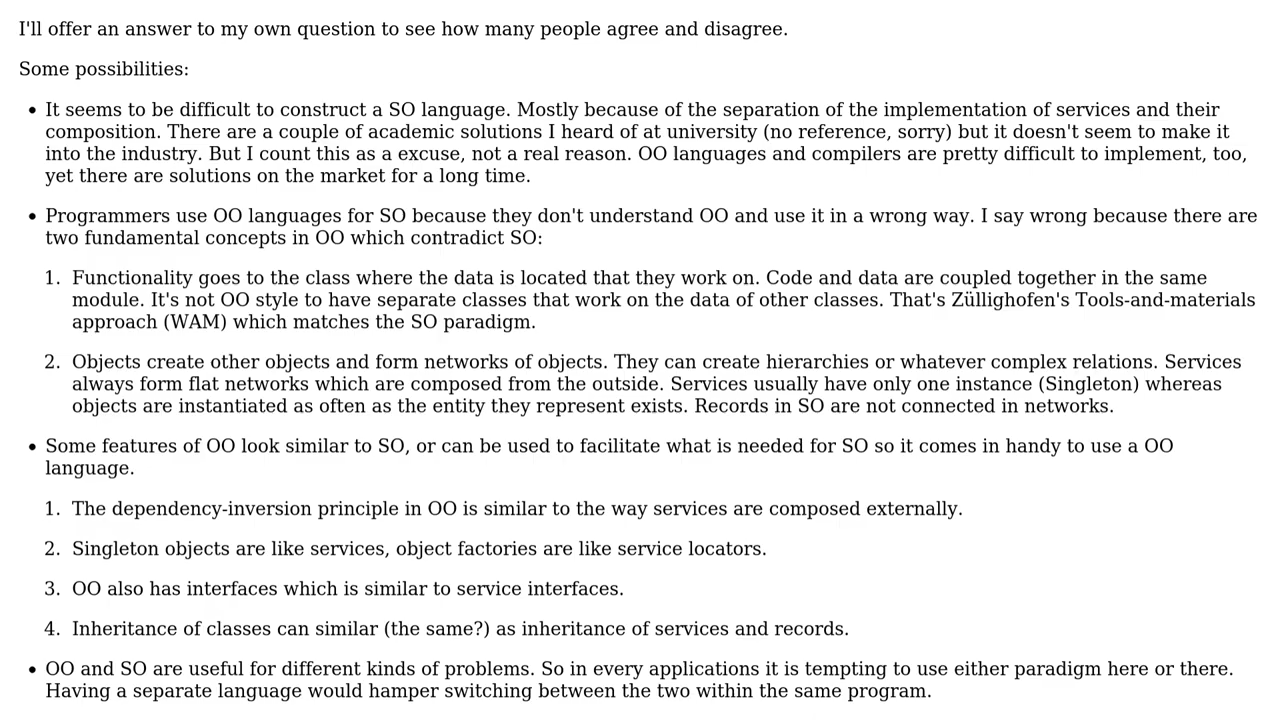 I'll offer an answer to my own question to see how many people agree and disagree.
Some possibilities:
• It seems to be difficult to construct a SO language. Mostly because of the separation of the implementation of services and their
composition. There are a couple of academic solutions I heard of at university (no reference, sorry) but it doesn't seem to make it
into the industry. But I count this as a excuse, not a real reason. OO languages and compilers are pretty difficult to implement, too,
yet there are solutions on the market for a long time.
• Programmers use OO languages for SO because they don't understand OO and use it in a wrong way. I say wrong because there are
two fundamental concepts in OO which contradict SO:
1. Functionality goes to the class where the data is located that they work on. Code and data are coupled together in the same
module. It's not OO style to have separate classes that work on the data of other classes. That's Züllighofen's Tools-and-materials
approach (WAM) which matches the SO paradigm.
2. Objects create other objects and form networks of objects. They can create hierarchies or whatever complex relations. Services
always form flat networks which are composed from the outside. Services usually have only one instance (Singleton) whereas
objects are instantiated as often as the entity they represent exists. Records in SO are not connected in networks.
• Some features of OO look similar to SO, or can be used to facilitate what is needed for SO so it comes in handy to use a OO
language.
1. The dependency-inversion principle in OO is similar to the way services are composed externally.
2. Singleton objects are like services, object factories are like service locators.
3. OO also has interfaces which is similar to service interfaces.
4. Inheritance of classes can similar (the same?) as inheritance of services and records.
• OO and SO are useful for different kinds of problems. So in every applications it is tempting to use either paradigm here or there.
Having a separate language would hamper switching between the two within the same program.